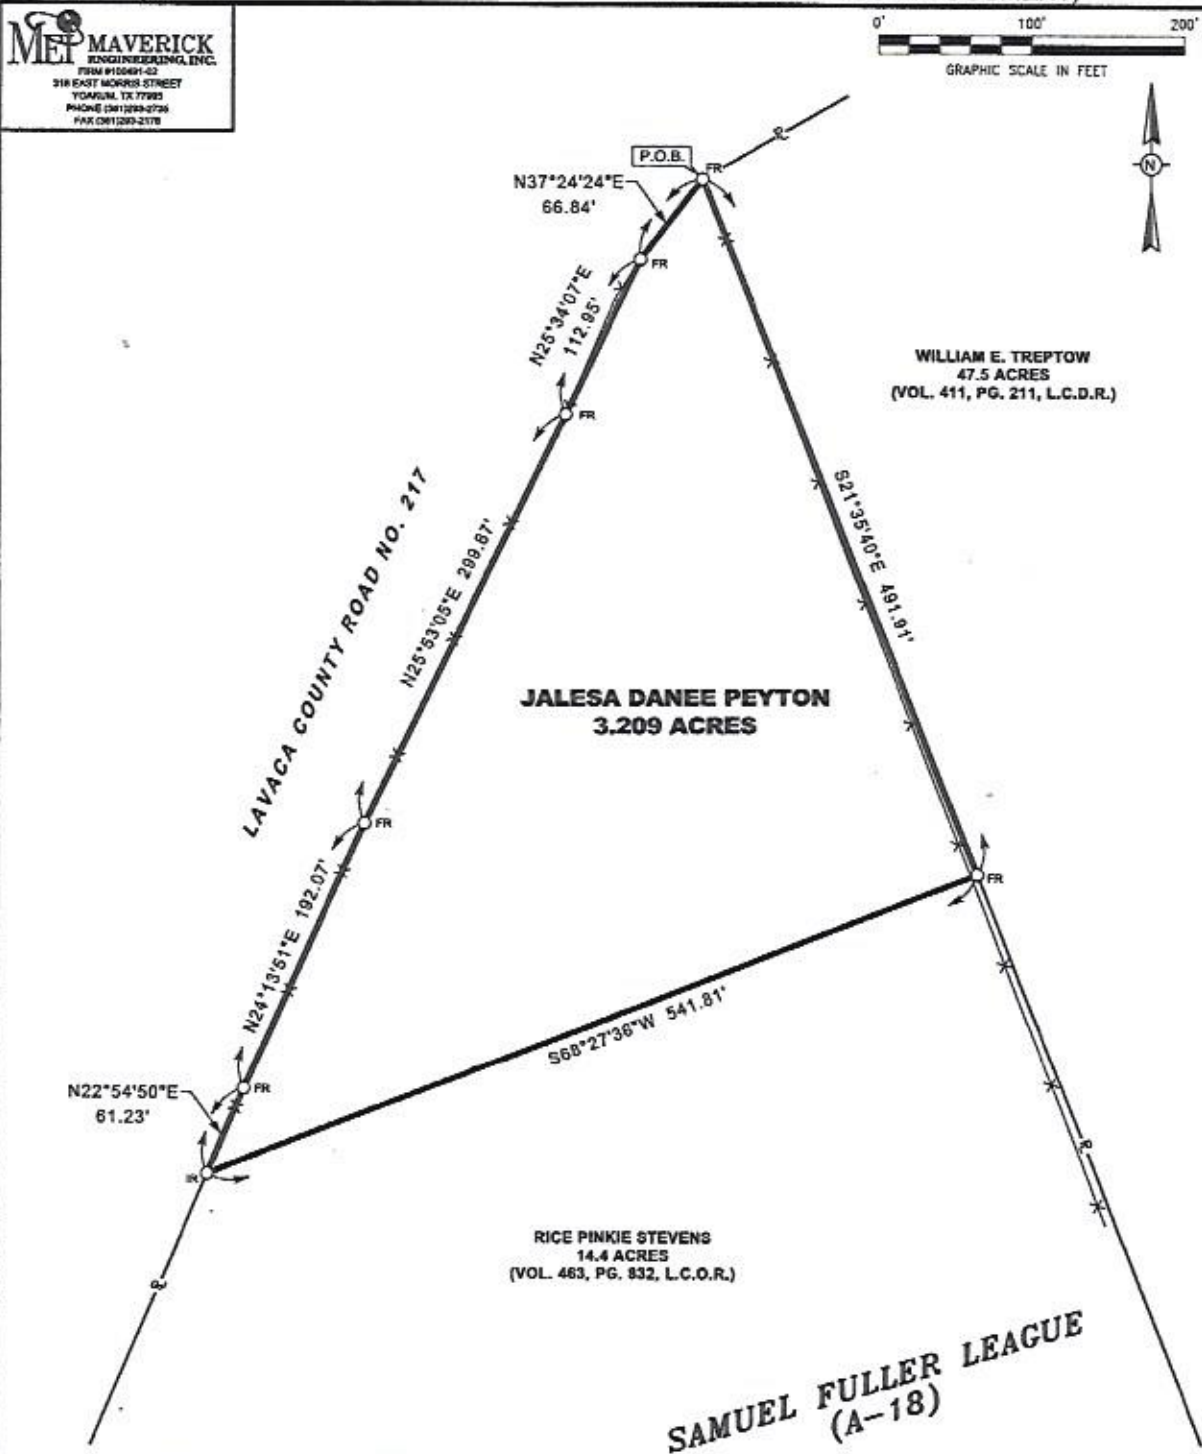 MEI MAVERICK
ENGINEERING, INC.
318 EAST MORRIS STREET
YOAKUM, TX 77995
0' 100' 200'
GRAPHIC SCALE IN FEET
N
P.O.B.
FR
N37°24'24"E
66.84'
FR
N25°34'07"E
112.95'
FR
WILLIAM E. TREPTOW
47.5 ACRES
(VOL. 411, PG. 211, L.C.D.R.)
LAVACA COUNTY ROAD NO. 217
N25°53'05"E 299.87'
S21°35'40"E 491.91'
JALESA DANEE PEYTON
3.209 ACRES
FR
FR
N24°13'51"E 192.07'
S68°27'36"W 541.81'
N22°54'50"E
61.23'
FR
IR
RICE PINKIE STEVENS
14.4 ACRES
(VOL. 463, PG. 832, L.C.O.R.)
SAMUEL FULLER LEAGUE
(A-18)